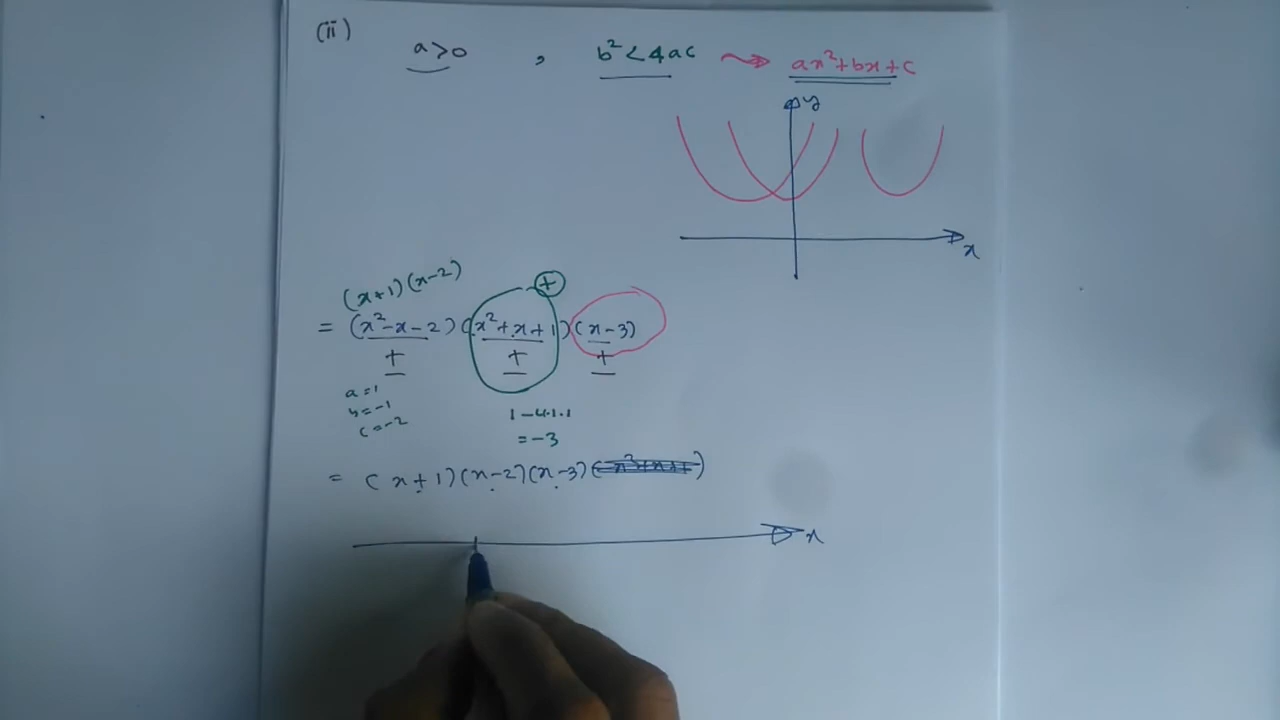 (ii)
a>0 , b²<4ac ⇝ ax²+bx+c
y
x
(x+1)(x-2) +
= (x²-x-2)(x²+x+1)(x-3)
+ + +
a=1
b=-1
c=-2
1-4.1.1
=-3
= (x+1)(x-2)(x-3)
x